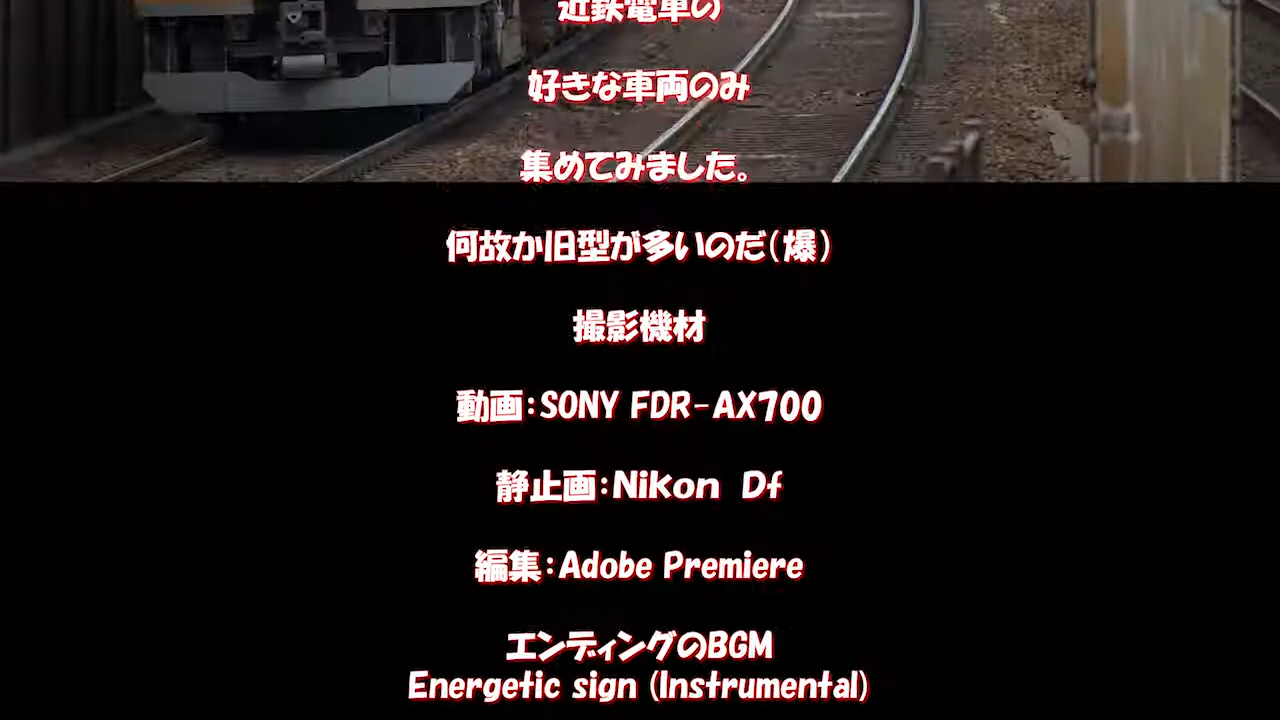 近鉄電車の
好きな車両のみ
集めてみました。
何故か旧型が多いのだ（爆）
撮影機材
動画：SONY FDR-AX700
静止画：Nikon Df
編集：Adobe Premiere
エンディングのBGM
Energetic sign (Instrumental)